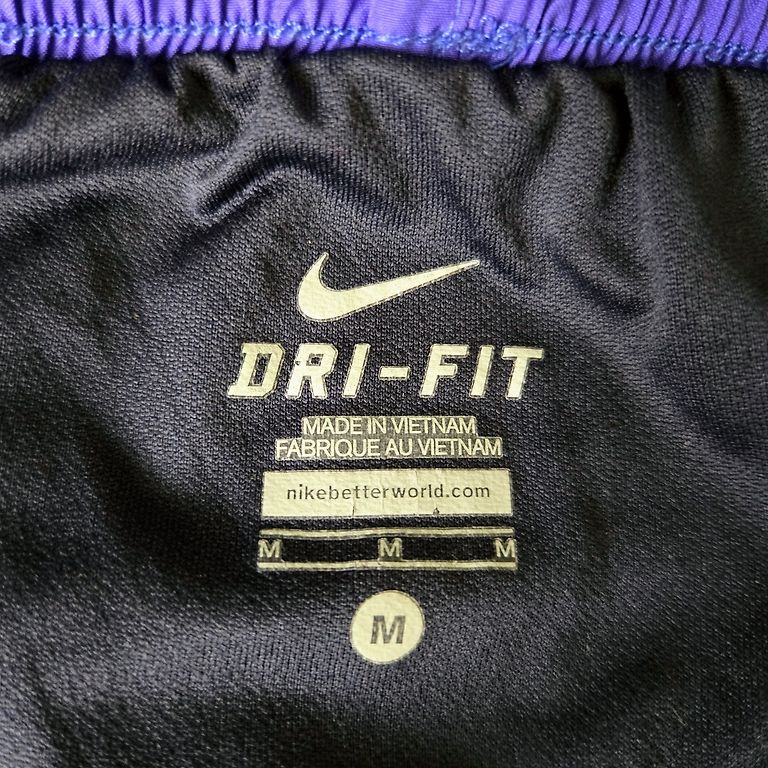 DRI-FIT
MADE IN VIETNAM
FABRIQUE AU VIETNAM
nikebetterworld.com
M M M
M